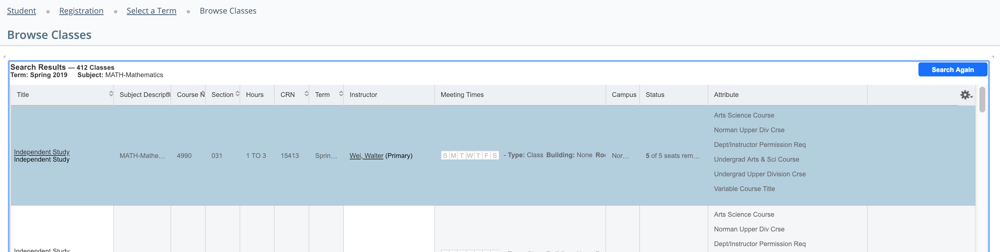 Student • Registration • Select a Term • Browse Classes
Browse Classes
Search Results — 412 Classes
Term: Spring 2019 Subject: MATH-Mathematics
Search Again
Title Subject Descripti Course N Section Hours CRN Term Instructor Meeting Times Campus Status Attribute
Arts Science Course
Norman Upper Div Crse
Dept/Instructor Permission Req
Independent Study
Independent Study
MATH-Mathe... 4990 031 1 TO 3 15413 Sprin... Wei, Walter (Primary) S M T W T F S - Type: Class Building: None Roo Nor... 5 of 5 seats rem...
Undergrad Arts & Sci Course
Undergrad Upper Division Crse
Variable Course Title
Arts Science Course
Norman Upper Div Crse
Dept/Instructor Permission Req
Independent Study